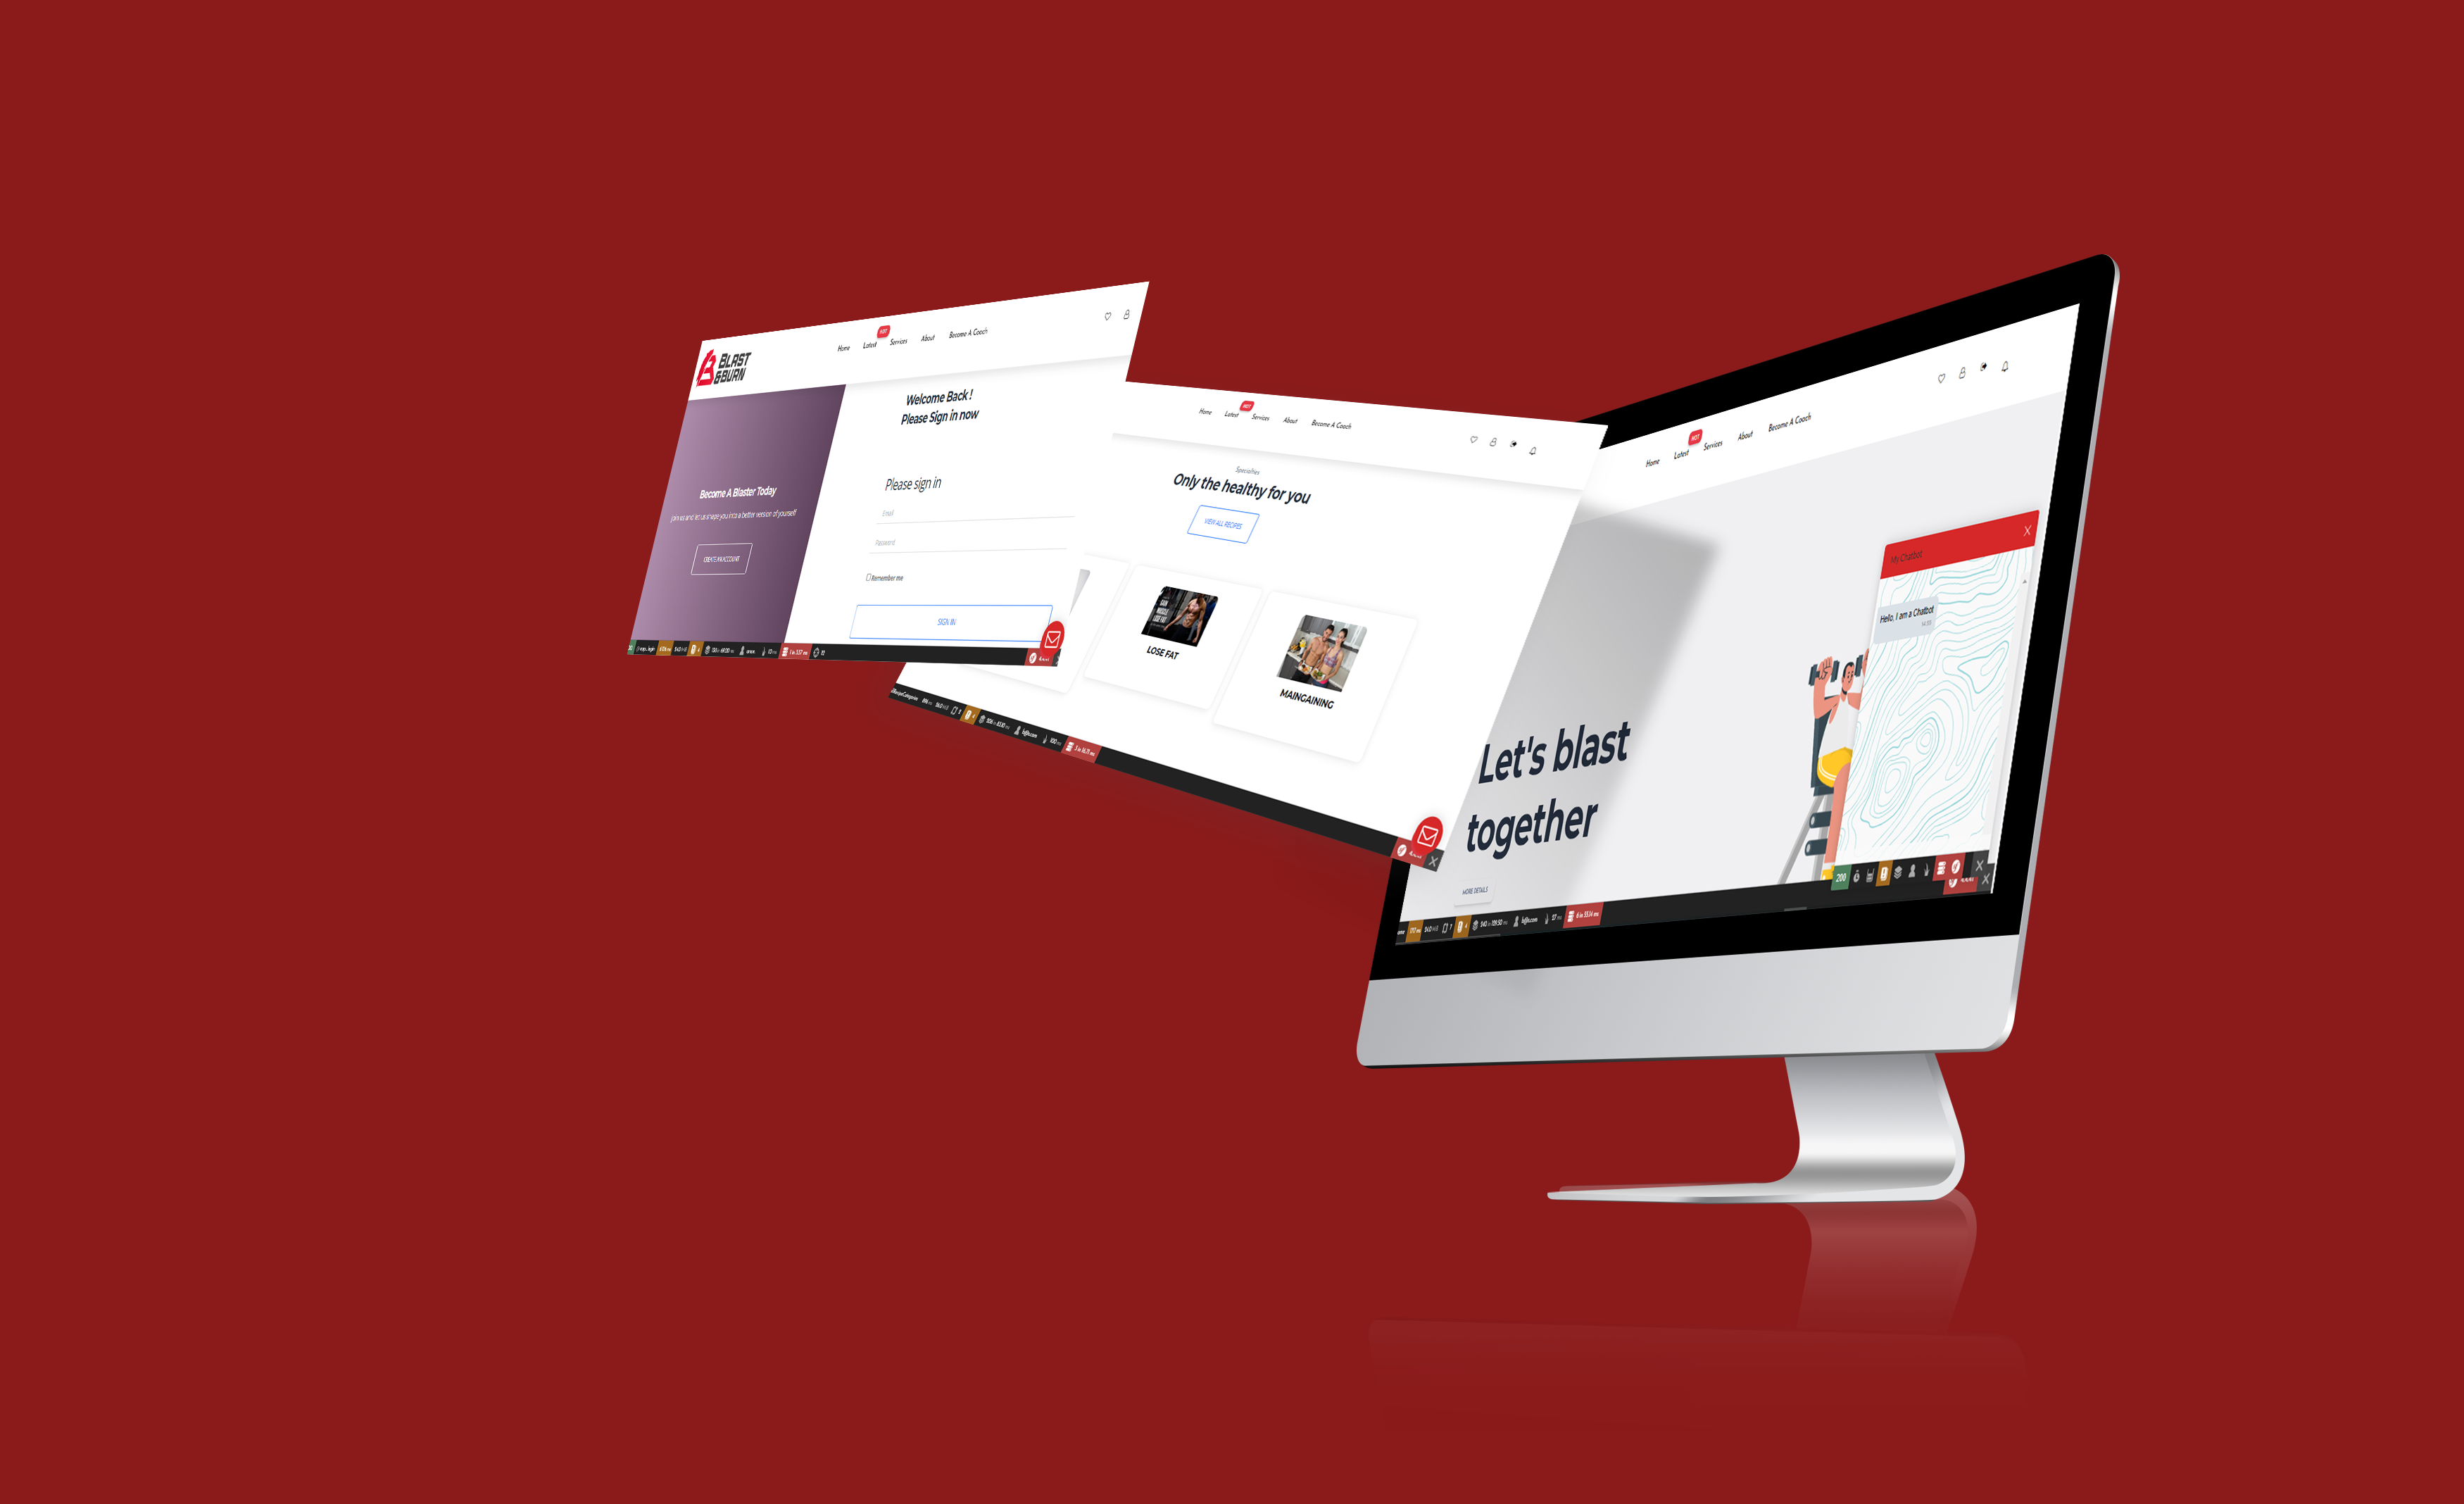 BLAST
&BURN
Home
Latest
HOT
Services
About
Become A Coach
Welcome Back !
Please Sign in now
Become A Blaster Today
join us and let us shape you into a better version of yourself
CREATE AN ACCOUNT
Please sign in
Email
Password
Remember me
SIGN IN
Home
Latest
HOT
Services
About
Become A Coach
Specialties
Only the healthy for you
VIEW ALL RECIPES
LOSE FAT
MAINGAINING
Home
Latest
HOT
Services
About
Become A Coach
My Chatbot
Hello, I am a Chatbot
Let's blast
together
MORE DETAILS
200